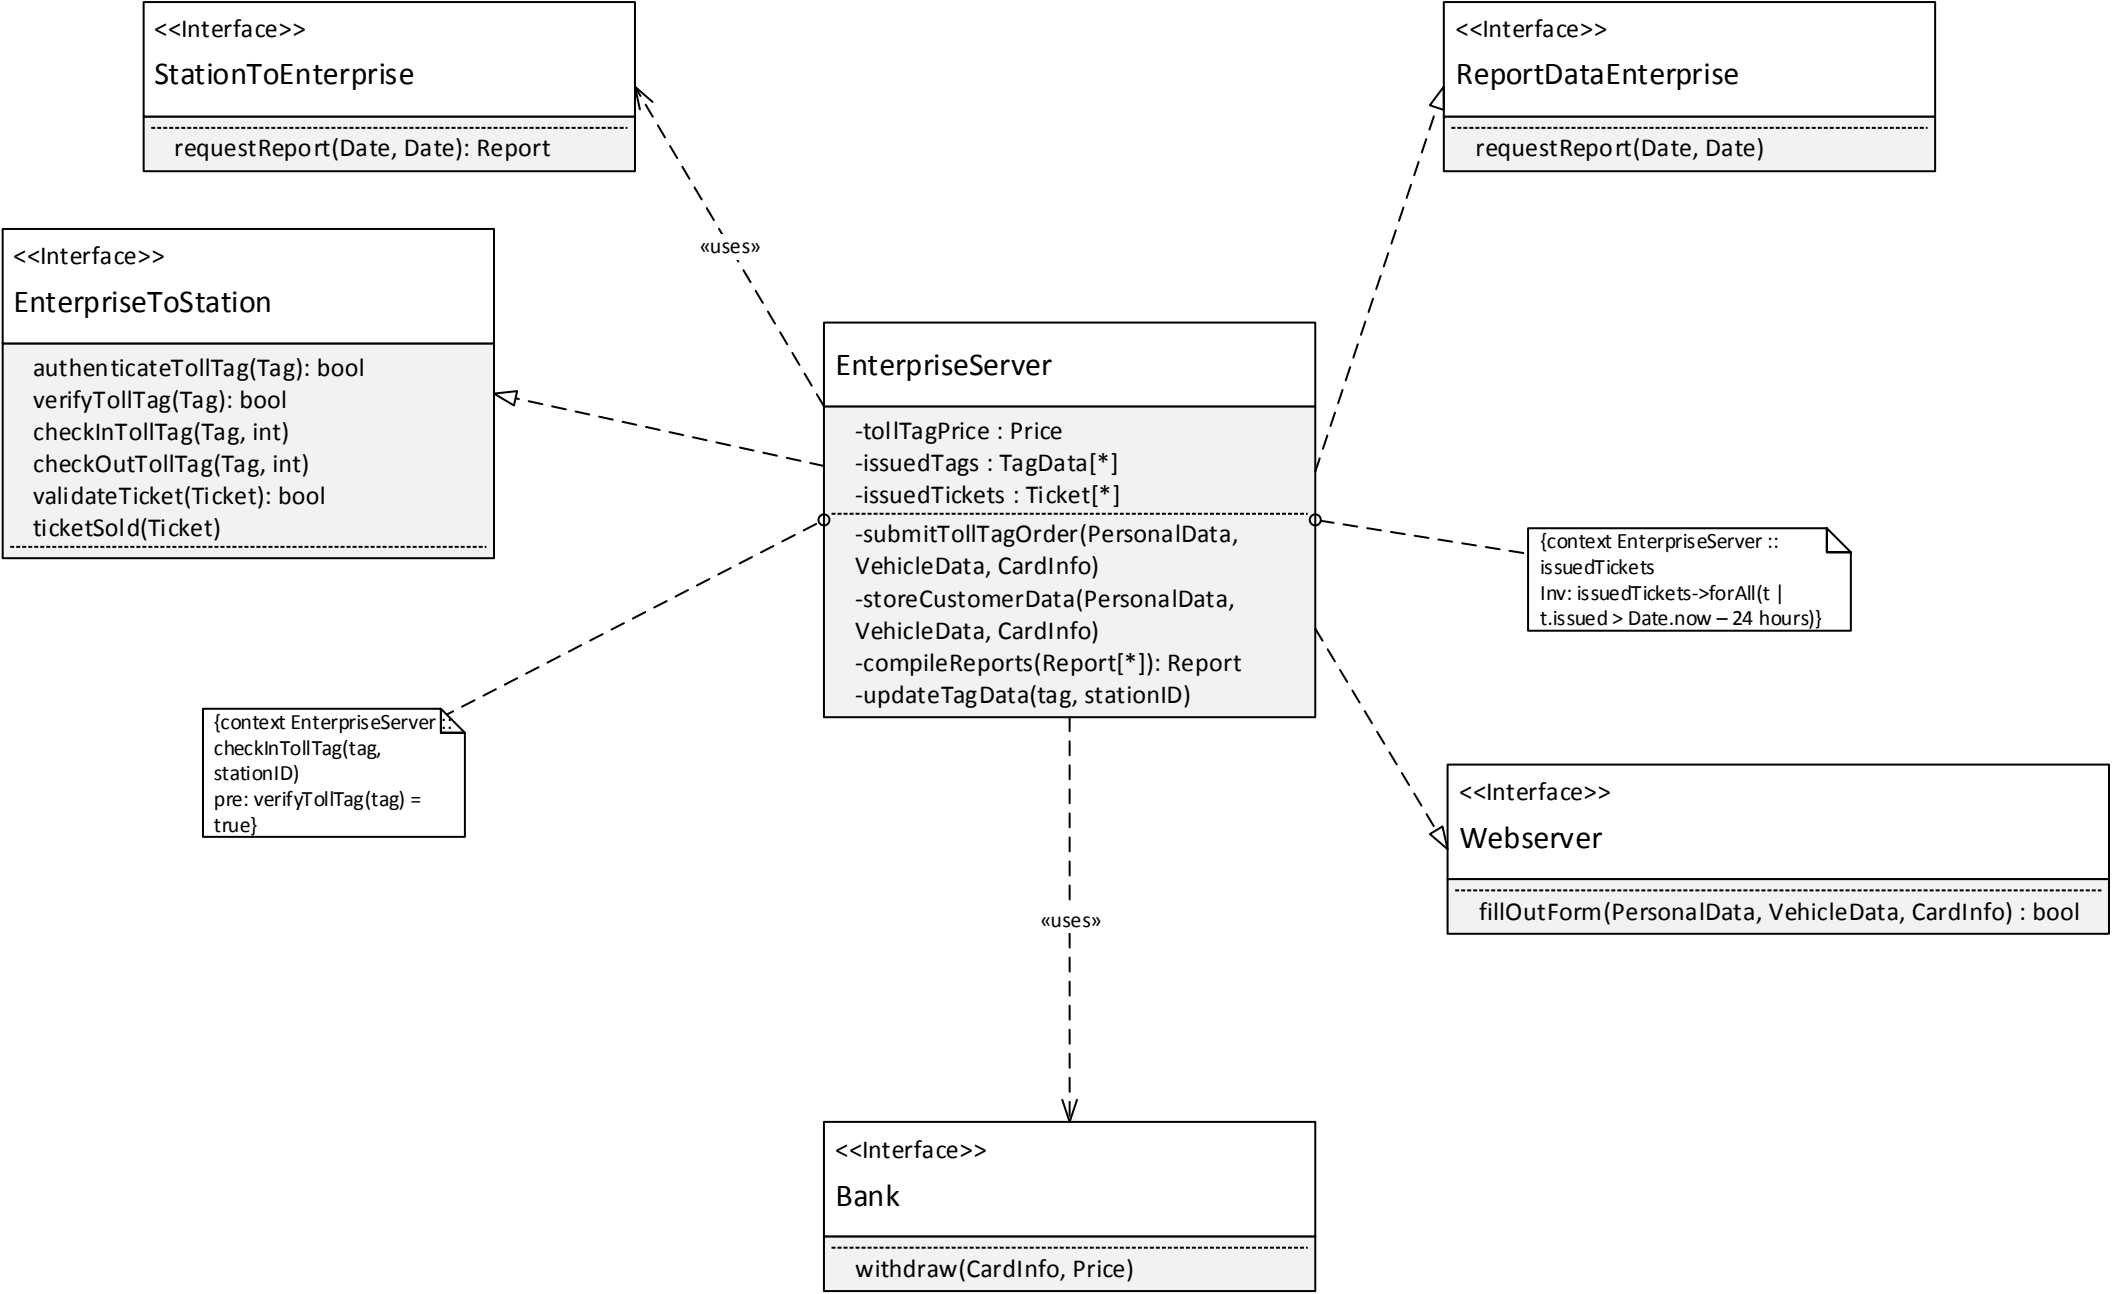 <<Interface>>
StationToEnterprise
requestReport(Date, Date): Report
<<Interface>>
ReportDataEnterprise
requestReport(Date, Date)
<<Interface>>
EnterpriseToStation
authenticateTollTag(Tag): bool
verifyTollTag(Tag): bool
checkInTollTag(Tag, int)
checkOutTollTag(Tag, int)
validateTicket(Ticket): bool
ticketSold(Ticket)
«uses»
EnterpriseServer
-tollTagPrice : Price
-issuedTags : TagData[*]
-issuedTickets : Ticket[*]
-submitTollTagOrder(PersonalData,
VehicleData, CardInfo)
-storeCustomerData(PersonalData,
VehicleData, CardInfo)
-compileReports(Report[*]): Report
-updateTagData(tag, stationID)
{context EnterpriseServer ::
issuedTickets
Inv: issuedTickets->forAll(t |
t.issued > Date.now – 24 hours)}
{context EnterpriseServer ::
checkInTollTag(tag,
stationID)
pre: verifyTollTag(tag) =
true}
<<Interface>>
Webserver
fillOutForm(PersonalData, VehicleData, CardInfo) : bool
«uses»
<<Interface>>
Bank
withdraw(CardInfo, Price)